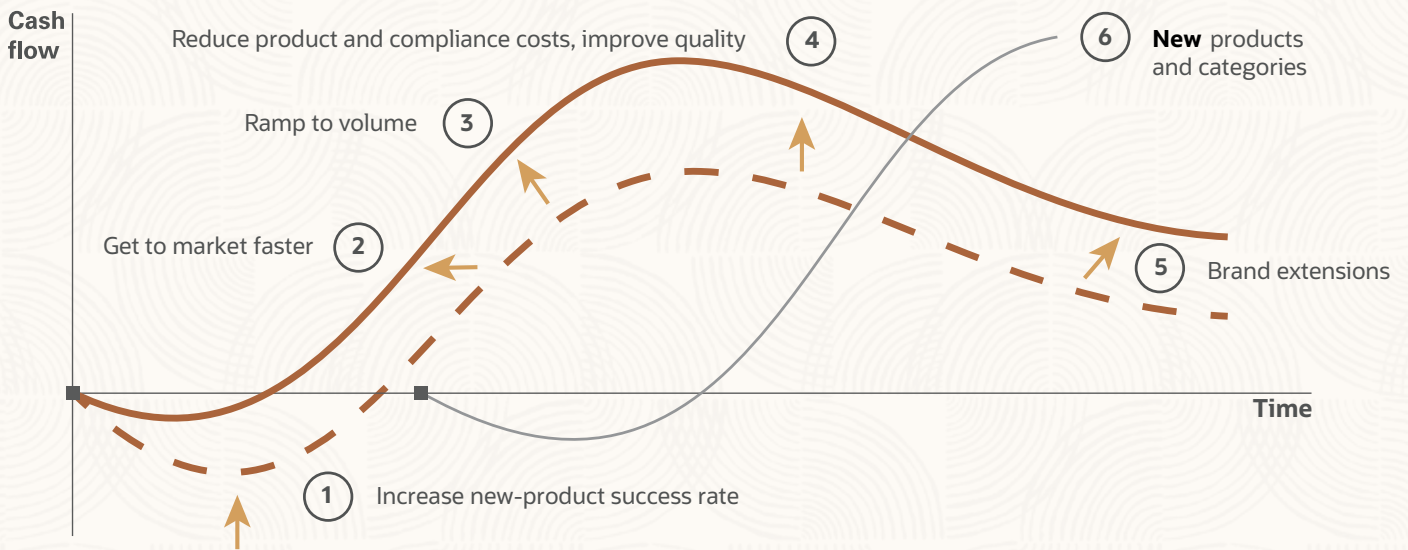 Cash
flow
Reduce product and compliance costs, improve quality
4
6
New products
and categories
Ramp to volume
3
Get to market faster
2
5
Brand extensions
Time
1
Increase new-product success rate